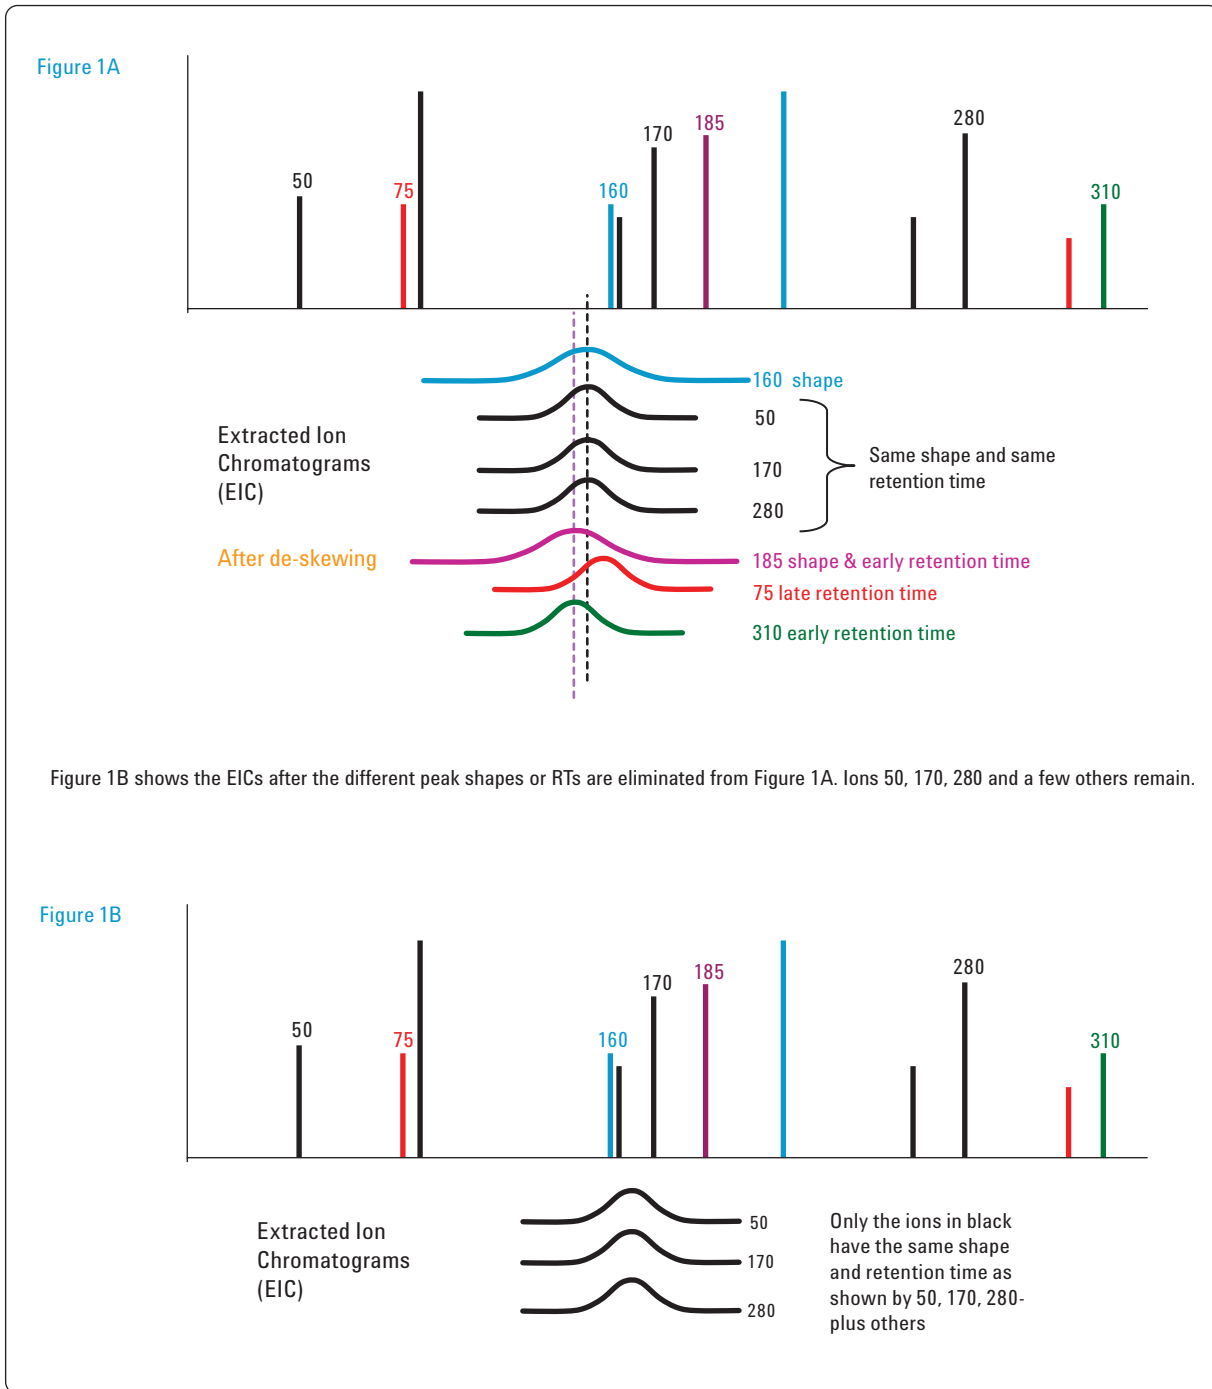 Figure 1A
50
75
160
170
185
280
310
160 shape
50
170
280
Same shape and same
retention time
Extracted Ion
Chromatograms
(EIC)
After de-skewing
185 shape & early retention time
75 late retention time
310 early retention time
Figure 1B shows the EICs after the different peak shapes or RTs are eliminated from Figure 1A. Ions 50, 170, 280 and a few others remain.
Figure 1B
50
75
160
170
185
280
310
Extracted Ion
Chromatograms
(EIC)
50
170
280
Only the ions in black
have the same shape
and retention time as
shown by 50, 170, 280-
plus others